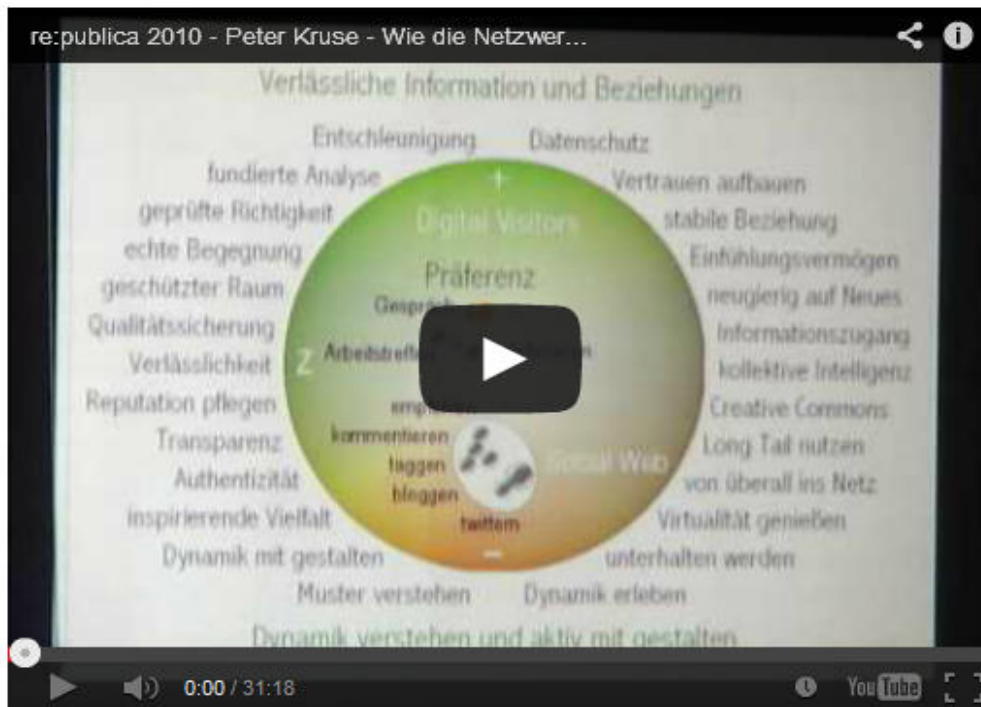 re:publica 2010 - Peter Kruse - Wie die Netzwer...
Verlässliche Information und Beziehungen
Entschleunigung Datenschutz
fundierte Analyse Vertrauen aufbauen
geprüfte Richtigkeit stabile Beziehung
Digital Visitors
echte Begegnung Einfühlungsvermögen
Präferenz
geschützter Raum neugierig auf Neues
Gespräch
Qualitätssicherung Informationszugang
Z Arbeitstreffen
Verlässlichkeit kollektive Intelligenz
Reputation pflegen Creative Commons
kommentieren
Transparenz Long Tail nutzen
taggen Social Web
Authentizität von überall ins Netz
bloggen
inspirierende Vielfalt twittern Virtualität genießen
Dynamik mit gestalten unterhalten werden
Muster verstehen Dynamik erleben
Dynamik verstehen und aktiv mit gestalten
0:00 / 31:18 YouTube